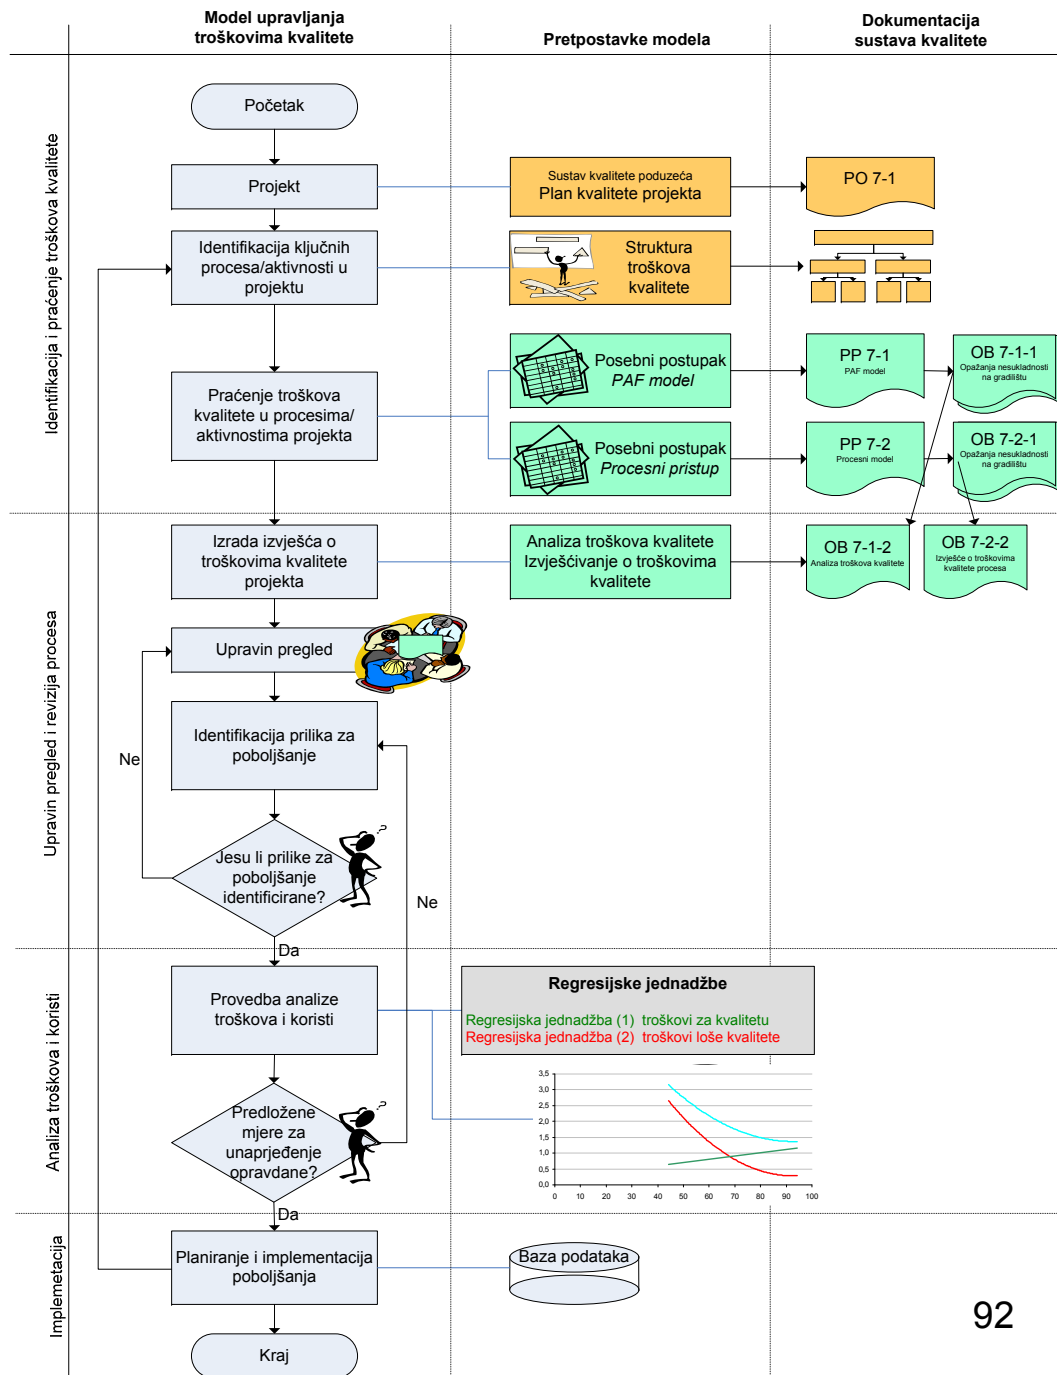 Model upravljanja
troškovima kvalitete
Pretpostavke modela
Dokumentacija
sustava kvalitete
Identifikacija i praćenje troškova kvalitete
Početak
Projekt
Sustav kvalitete poduzeća
Plan kvalitete projekta
PO 7-1
Identifikacija ključnih
procesa/aktivnosti u
projektu
Struktura
troškova
kvalitete
Praćenje troškova
kvalitete u procesima/
aktivnostima projekta
Posebni postupak
PAF model
PP 7-1
PAF model
OB 7-1-1
Opažanja nesukladnosti
na gradilištu
Posebni postupak
Procesni pristup
PP 7-2
Procesni model
OB 7-2-1
Opažanja nesukladnosti
na gradilištu
Upravin pregled i revizija procesa
Izrada izvješća o
troškovima kvalitete
projekta
Analiza troškova kvalitete
Izvješćivanje o troškovima
kvalitete
OB 7-1-2
Analiza troškova kvalitete
OB 7-2-2
Izvješće o troškovima
kvalitete procesa
Upravin pregled
Identifikacija prilika za
poboljšanje
Ne
Jesu li prilike za
poboljšanje
identificirane?
?
Ne
Da
Analiza troškova i koristi
Provedba analize
troškova i koristi
Regresijske jednadžbe
Regresijska jednadžba (1) troškovi za kvalitetu
Regresijska jednadžba (2) troškovi loše kvalitete
3,5
3,0
2,5
2,0
1,5
1,0
0,5
0,0
0 10 20 30 40 50 60 70 80 90 100
Predložene
mjere za
unaprjeđenje
opravdane?
?
Da
Implemetacija
Planiranje i implementacija
poboljšanja
Baza podataka
Kraj
92